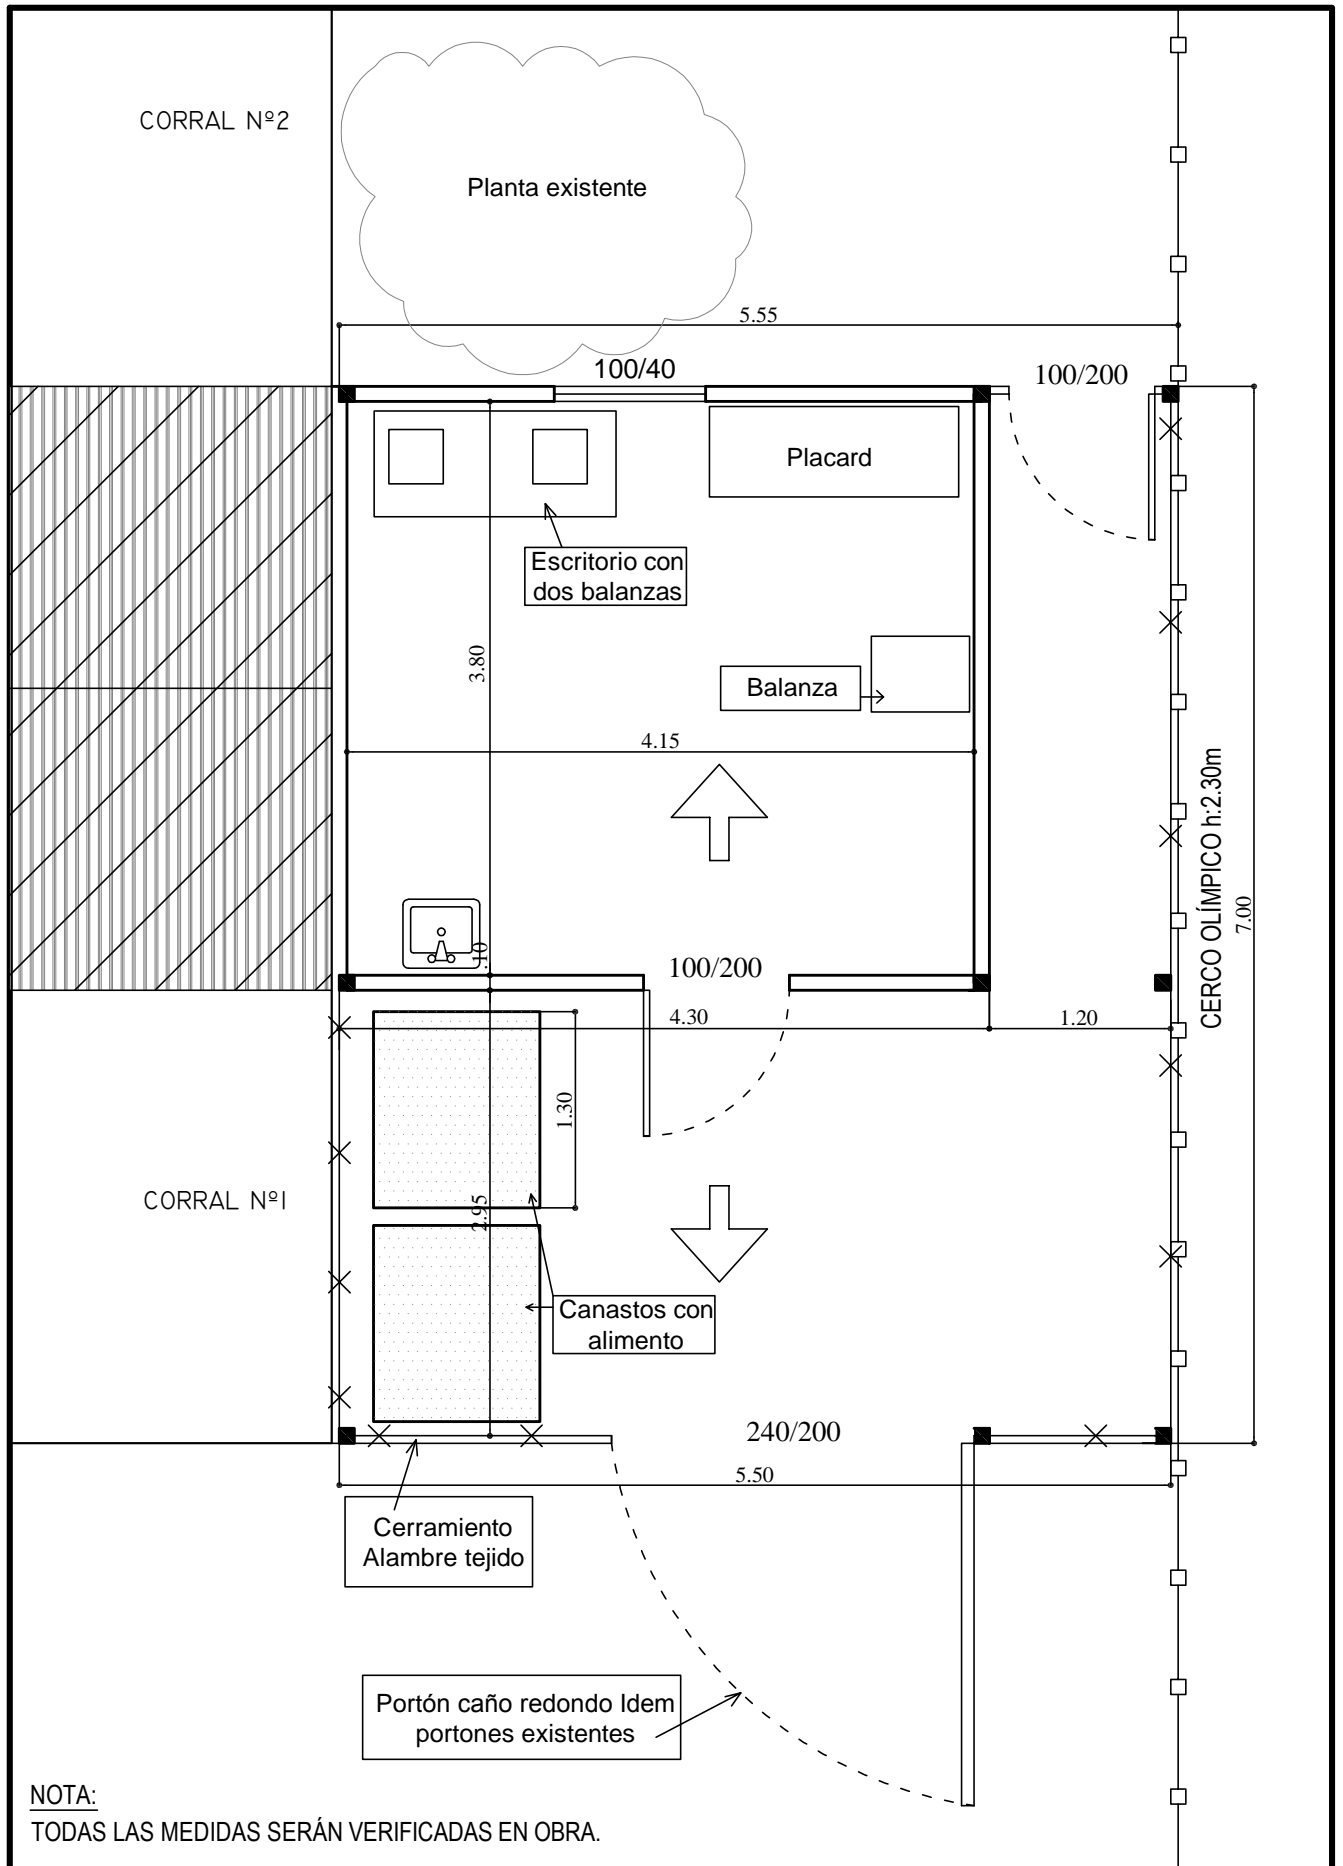 CORRAL Nº2
Planta existente
5.55
100/40
100/200
Placard
Escritorio con
dos balanzas
3.80
Balanza
4.15
CERCO OLÍMPICO h:2.30m
7.00
.10
100/200
4.30
1.20
1.30
CORRAL Nº1
2.95
Canastos con
alimento
240/200
5.50
Cerramiento
Alambre tejido
Portón caño redondo Idem
portones existentes
NOTA:
TODAS LAS MEDIDAS SERÁN VERIFICADAS EN OBRA.